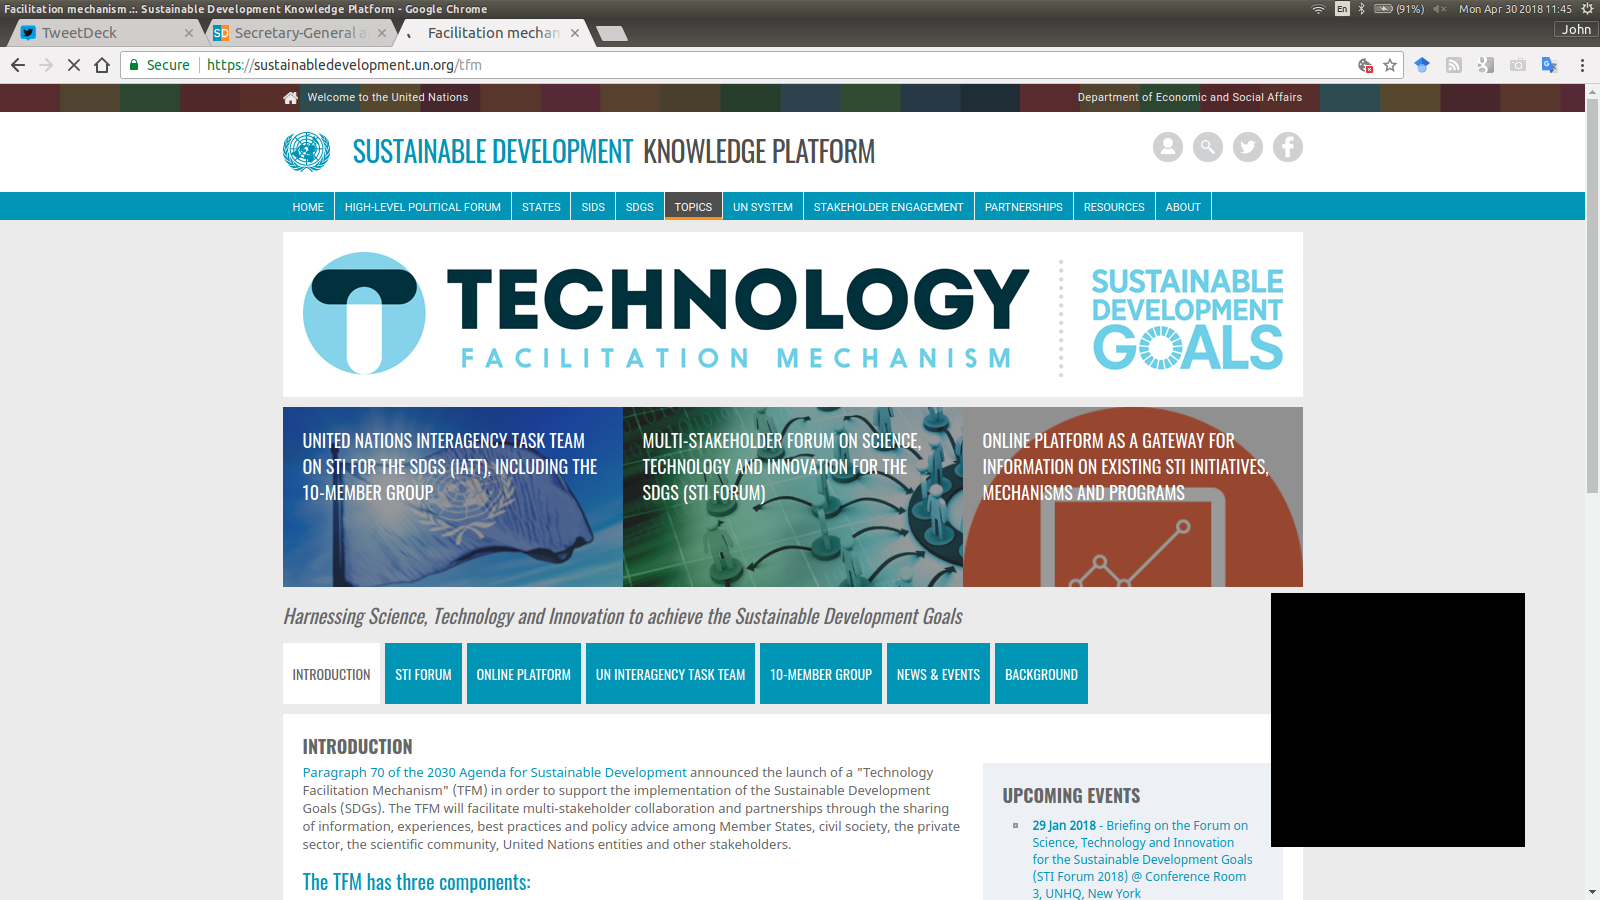 Facilitation mechanism .:. Sustainable Development Knowledge Platform - Google Chrome
En (91%) Mon Apr 30 2018 11:45
TweetDeck
SD Secretary-General a
Facilitation mechan
John
Secure https://sustainabledevelopment.un.org/tfm
Welcome to the United Nations
Department of Economic and Social Affairs
SUSTAINABLE DEVELOPMENT KNOWLEDGE PLATFORM
HOME HIGH-LEVEL POLITICAL FORUM STATES SIDS SDGS TOPICS UN SYSTEM STAKEHOLDER ENGAGEMENT PARTNERSHIPS RESOURCES ABOUT
TECHNOLOGY
FACILITATION MECHANISM
SUSTAINABLE
DEVELOPMENT
GOALS
UNITED NATIONS INTERAGENCY TASK TEAM
ON STI FOR THE SDGS (IATT), INCLUDING THE
10-MEMBER GROUP
MULTI-STAKEHOLDER FORUM ON SCIENCE,
TECHNOLOGY AND INNOVATION FOR THE
SDGS (STI FORUM)
ONLINE PLATFORM AS A GATEWAY FOR
INFORMATION ON EXISTING STI INITIATIVES,
MECHANISMS AND PROGRAMS
Harnessing Science, Technology and Innovation to achieve the Sustainable Development Goals
INTRODUCTION STI FORUM ONLINE PLATFORM UN INTERAGENCY TASK TEAM 10-MEMBER GROUP NEWS & EVENTS BACKGROUND
INTRODUCTION
Paragraph 70 of the 2030 Agenda for Sustainable Development announced the launch of a "Technology
Facilitation Mechanism" (TFM) in order to support the implementation of the Sustainable Development
Goals (SDGs). The TFM will facilitate multi-stakeholder collaboration and partnerships through the sharing
of information, experiences, best practices and policy advice among Member States, civil society, the private
sector, the scientific community, United Nations entities and other stakeholders.
The TFM has three components:
UPCOMING EVENTS
29 Jan 2018 - Briefing on the Forum on
Science, Technology and Innovation
for the Sustainable Development Goals
(STI Forum 2018) @ Conference Room
3, UNHQ, New York